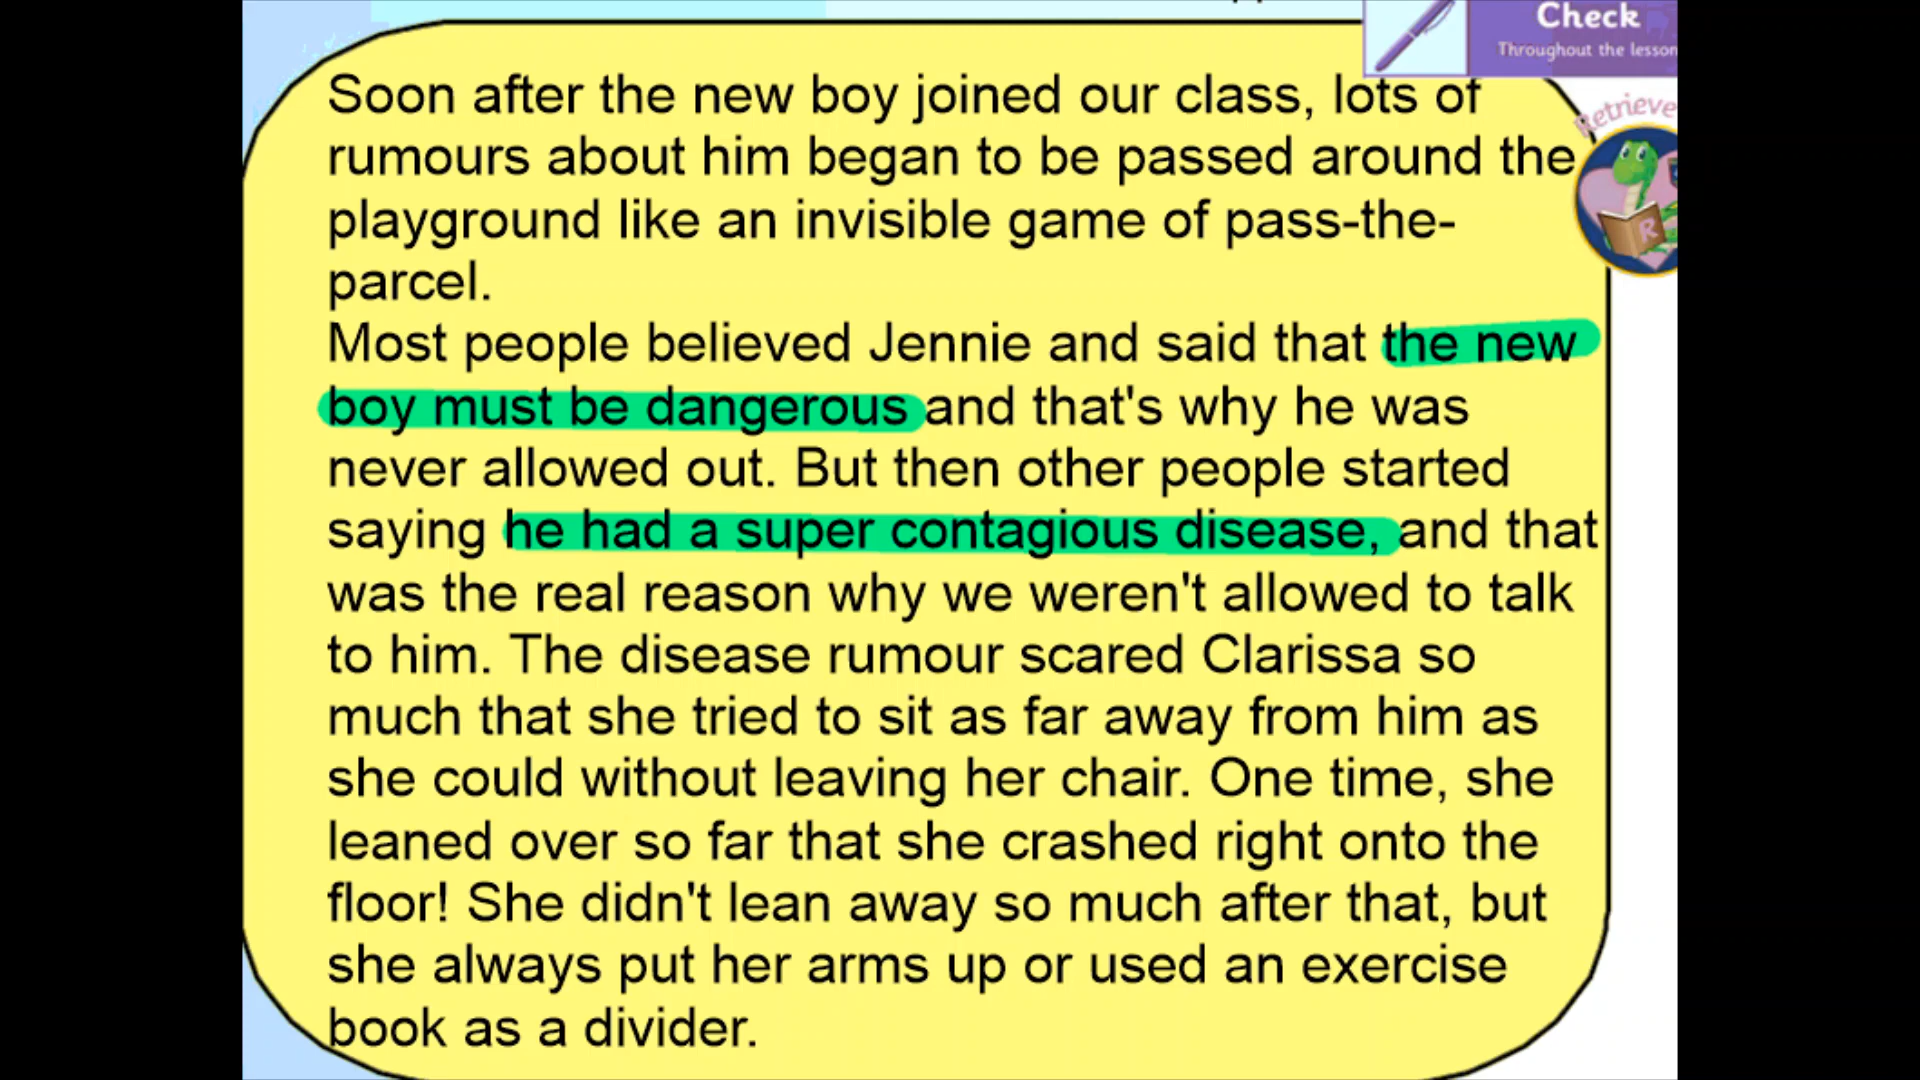 Check
Throughout the lesson
Retrieve
R
Soon after the new boy joined our class, lots of
rumours about him began to be passed around the
playground like an invisible game of pass-the-
parcel.
Most people believed Jennie and said that the new
boy must be dangerous and that's why he was
never allowed out. But then other people started
saying he had a super contagious disease, and that
was the real reason why we weren't allowed to talk
to him. The disease rumour scared Clarissa so
much that she tried to sit as far away from him as
she could without leaving her chair. One time, she
leaned over so far that she crashed right onto the
floor! She didn't lean away so much after that, but
she always put her arms up or used an exercise
book as a divider.